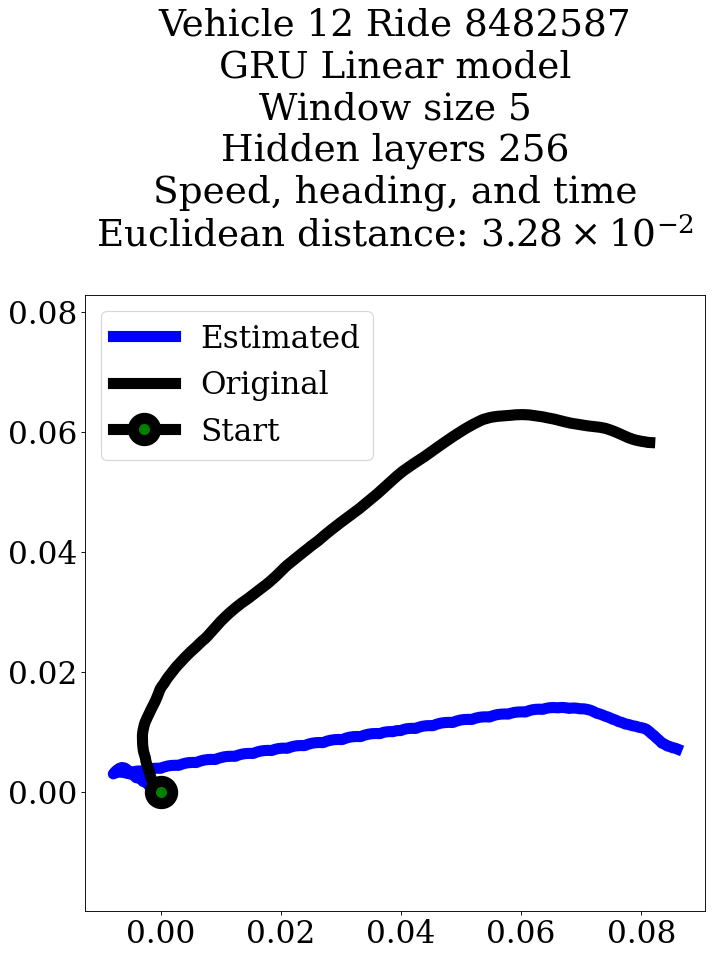 Vehicle 12 Ride 8482587
GRU Linear model
Window size 5
Hidden layers 256
Speed, heading, and time
Euclidean distance: 3.28 × 10⁻²
0.08
0.06
0.04
0.02
0.00
Estimated
Original
Start
0.00 0.02 0.04 0.06 0.08